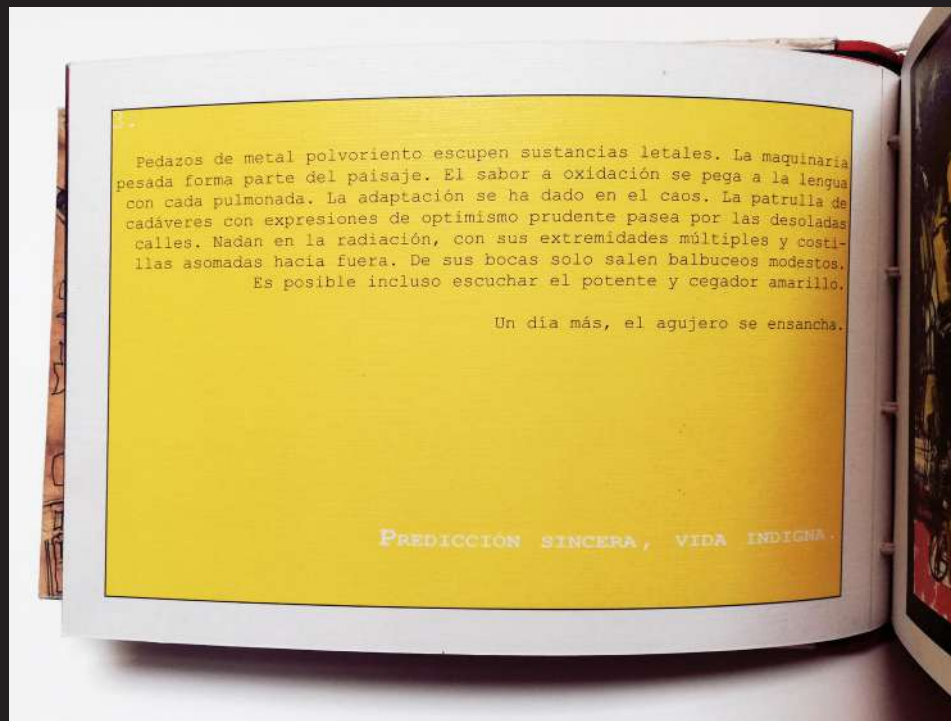 3.
Pedazos de metal polvoriento escupen sustancias letales. La maquinaria
pesada forma parte del paisaje. El sabor a oxidación se pega a la lengua
con cada pulmonada. La adaptación se ha dado en el caos. La patrulla de
cadáveres con expresiones de optimismo prudente pasea por las desoladas
calles. Nadan en la radiación, con sus extremidades múltiples y costi-
llas asomadas hacia fuera. De sus bocas solo salen balbuceos modestos.
Es posible incluso escuchar el potente y cegador amarillo.
Un día más, el agujero se ensancha.
PREDICCIÓN SINCERA, VIDA INDIGNA.